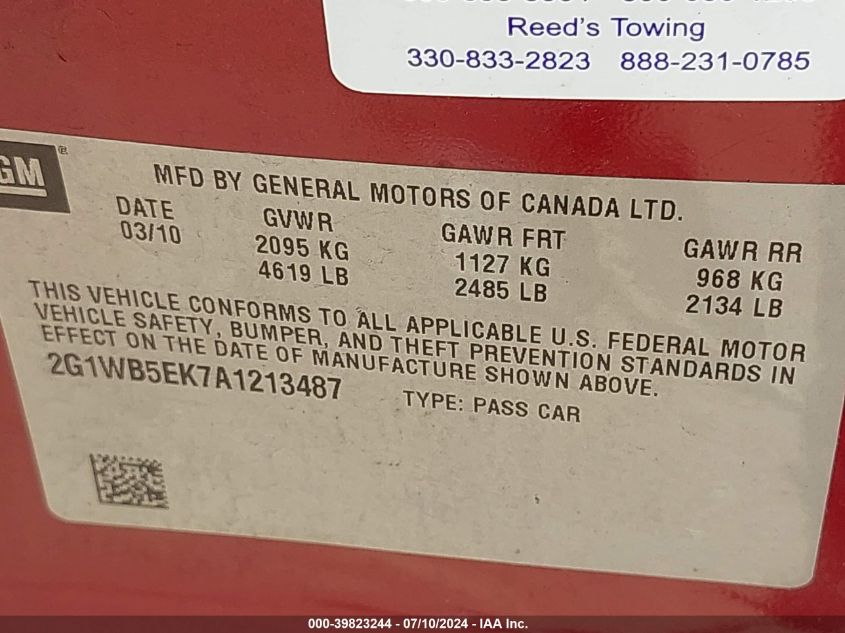 Reed's Towing
330-833-2823 888-231-0785
GM
MFD BY GENERAL MOTORS OF CANADA LTD.
DATE GVWR GAWR FRT GAWR RR
03/10 2095 KG 1127 KG 968 KG
4619 LB 2485 LB 2134 LB
THIS VEHICLE CONFORMS TO ALL APPLICABLE U.S. FEDERAL MOTOR
VEHICLE SAFETY, BUMPER, AND THEFT PREVENTION STANDARDS IN
EFFECT ON THE DATE OF MANUFACTURE SHOWN ABOVE.
2G1WB5EK7A1213487 TYPE: PASS CAR
000-39823244 - 07/10/2024 - IAA Inc.